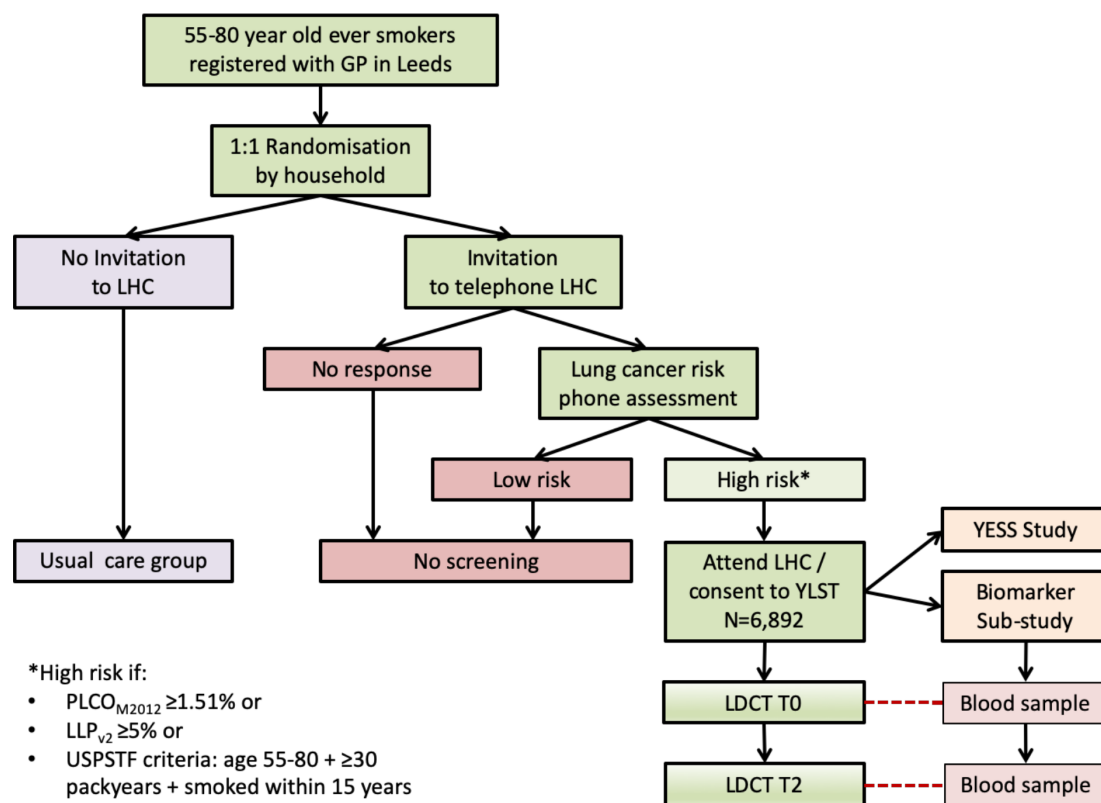 55-80 year old ever smokers
registered with GP in Leeds
1:1 Randomisation
by household
No Invitation
to LHC
Invitation
to telephone LHC
No response
Lung cancer risk
phone assessment
Low risk
High risk*
Usual care group
No screening
Attend LHC /
consent to YLST
N=6,892
YESS Study
Biomarker
Sub-study
LDCT T0
Blood sample
LDCT T2
Blood sample
*High risk if:
• PLCOM2012 ≥1.51% or
• LLPv2 ≥5% or
• USPSTF criteria: age 55-80 + ≥30
packyears + smoked within 15 years